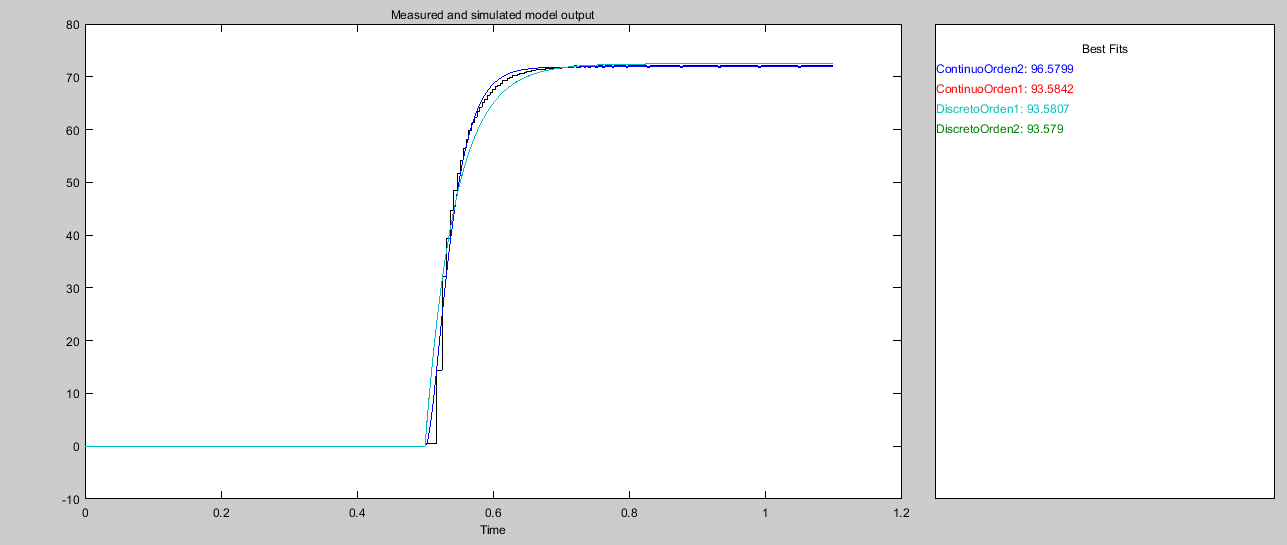 Measured and simulated model output
80
70
60
50
40
30
20
10
0
-10
0 0.2 0.4 0.6 0.8 1 1.2
Time
Best Fits
ContinuoOrden2: 96.5799
ContinuoOrden1: 93.5842
DiscretoOrden1: 93.5807
DiscretoOrden2: 93.579